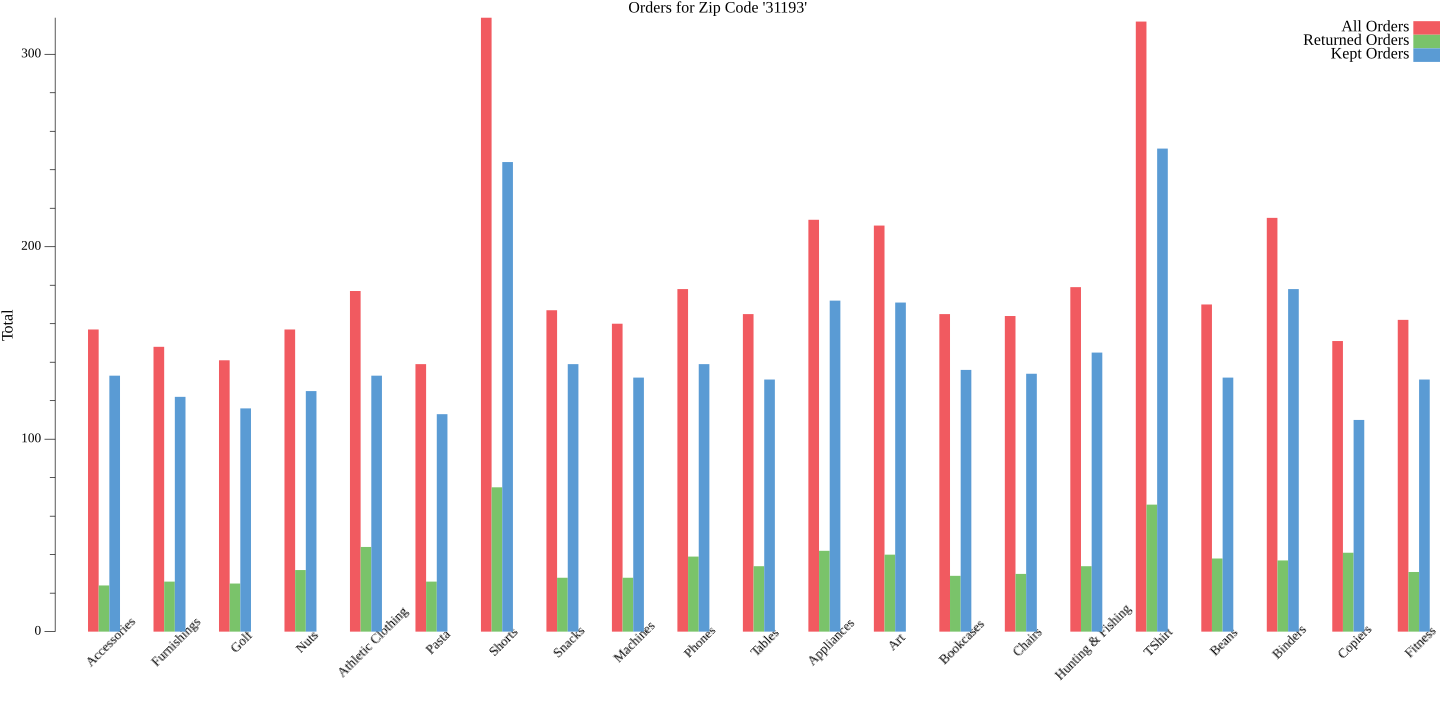 Orders for Zip Code '31193'
All Orders
Returned Orders
Kept Orders
Total
300
200
100
0
Accessories
Furnishings
Golf
Nuts
Athletic Clothing
Pasta
Shorts
Snacks
Machines
Phones
Tables
Appliances
Art
Bookcases
Chairs
Hunting & Fishing
TShirt
Beans
Binders
Copiers
Fitness